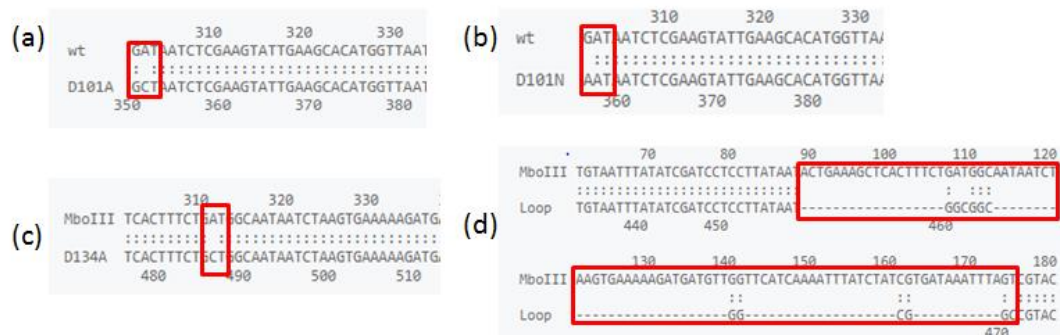 (a)
310 320 330
wt GATAATCTCGAAGTATTGAAGCACATGGTTAAT
: :::::::::::::::::::::::::::::::
D101A GCTAATCTCGAAGTATTGAAGCACATGGTTAAT
350 360 370 380
(b)
310 320 330
wt GATAATCTCGAAGTATTGAAGCACATGGTTAA
:::::::::::::::::::::::::::::::
D101N AATAATCTCGAAGTATTGAAGCACATGGTTAA
360 370 380
(c)
310 320 330
MboIII TCACTTTCTGATGGCAATAATCTAAGTGAAAAAGATGA
:::::::::: :::::::::::::::::::::::::::
D134A TCACTTTCTGCTGGCAATAATCTAAGTGAAAAAGATGA
480 490 500 510
(d)
70 80 90 100 110 120
MboIII TGTAATTTATATCGATCCTCCTTATAATACTGAAAGCTCACTTTCTGATGGCAATAATCT
:::::::::::::::::::::::::::: : :::
Loop TGTAATTTATATCGATCCTCCTTATAAT------------------GGCGGC--------
440 450 460
130 140 150 160 170 180
MboIII AAGTGAAAAAGATGATGTTGGTTCATCAAAATTTATCTATCGTGATAAATTTAGTCGTAC
:: :: : :::::
Loop -------------------GG-------------------CG-----------GCCGTAC
470